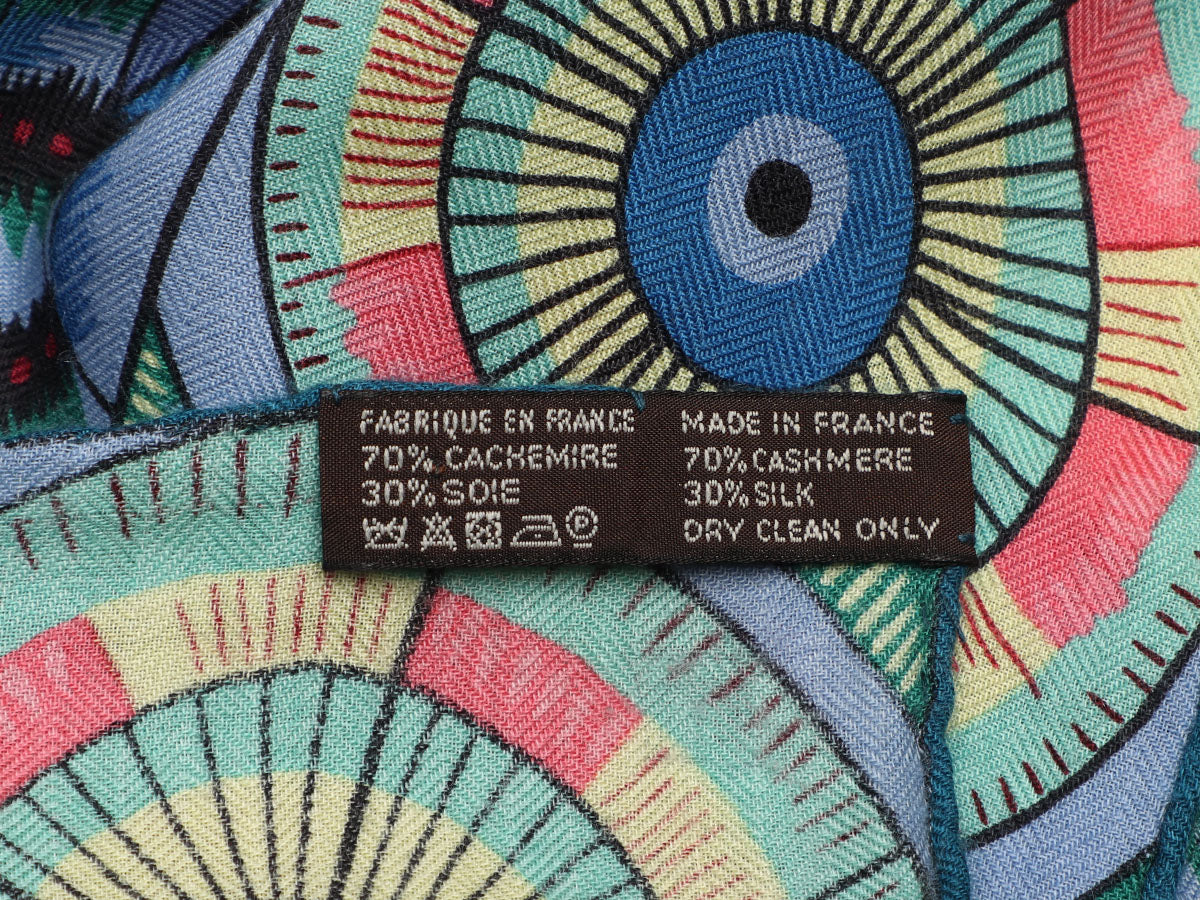 FABRIQUE EN FRANCE
70% CACHEMIRE
30% SOIE
P
MADE IN FRANCE
70% CASHMERE
30% SILK
DRY CLEAN ONLY